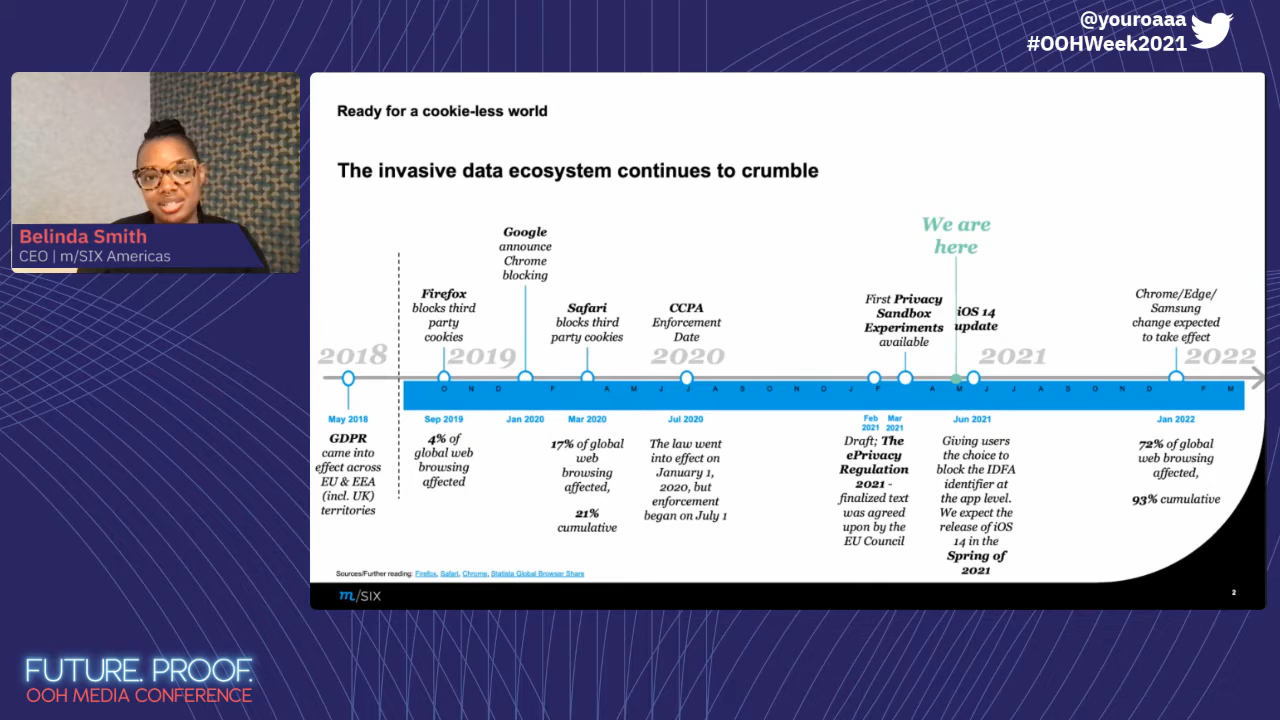 @youroaaa
#OOHWeek2021
Ready for a cookie-less world
The invasive data ecosystem continues to crumble
Belinda Smith
CEO | m/SIX Americas
We are
here
Google
announce
Chrome
blocking
Firefox
blocks third
party
cookies
Safari
blocks third
party cookies
CCPA
Enforcement
Date
First Privacy
Sandbox
Experiments
available
iOS 14
update
Chrome/Edge/
Samsung
change expected
to take effect
2018
2019
2020
2021
2022
O N D F A M J J A S O N D J F A M J J A S O N D F M
May 2018
Sep 2019
Jan 2020
Mar 2020
Jul 2020
Feb
2021
Mar
2021
Jun 2021
Jan 2022
GDPR
came into
effect across
EU & EEA
(incl. UK)
territories
4% of
global web
browsing
affected
17% of global
web
browsing
affected,
21%
cumulative
The law went
into effect on
January 1,
2020, but
enforcement
began on July 1
Draft; The
ePrivacy
Regulation
2021 -
finalized text
was agreed
upon by the
EU Council
Giving users
the choice to
block the IDFA
identifier at
the app level.
We expect the
release of iOS
14 in the
Spring of
2021
72% of global
web browsing
affected,
93% cumulative
Sources/Further reading: Firefox, Safari, Chrome, Statista Global Browser Share
m/SIX
2
FUTURE. PROOF.
OOH MEDIA CONFERENCE